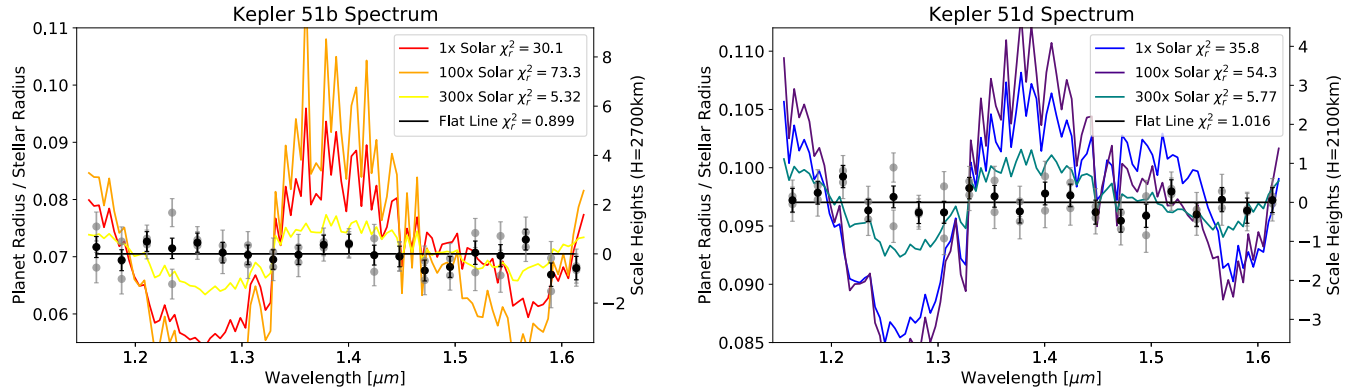 Kepler 51b Spectrum
Planet Radius / Stellar Radius
0.11
0.10
0.09
0.08
0.07
0.06
1x Solar χ²ᵣ = 30.1
100x Solar χ²ᵣ = 73.3
300x Solar χ²ᵣ = 5.32
Flat Line χ²ᵣ = 0.899
8
6
4
2
0
−2
Scale Heights (H=2700km)
1.2
1.3
1.4
1.5
1.6
Wavelength [μm]
Kepler 51d Spectrum
Planet Radius / Stellar Radius
0.110
0.105
0.100
0.095
0.090
0.085
1x Solar χ²ᵣ = 35.8
100x Solar χ²ᵣ = 54.3
300x Solar χ²ᵣ = 5.77
Flat Line χ²ᵣ = 1.016
4
3
2
1
0
−1
−2
−3
Scale Heights (H=2100km)
1.2
1.3
1.4
1.5
1.6
Wavelength [μm]